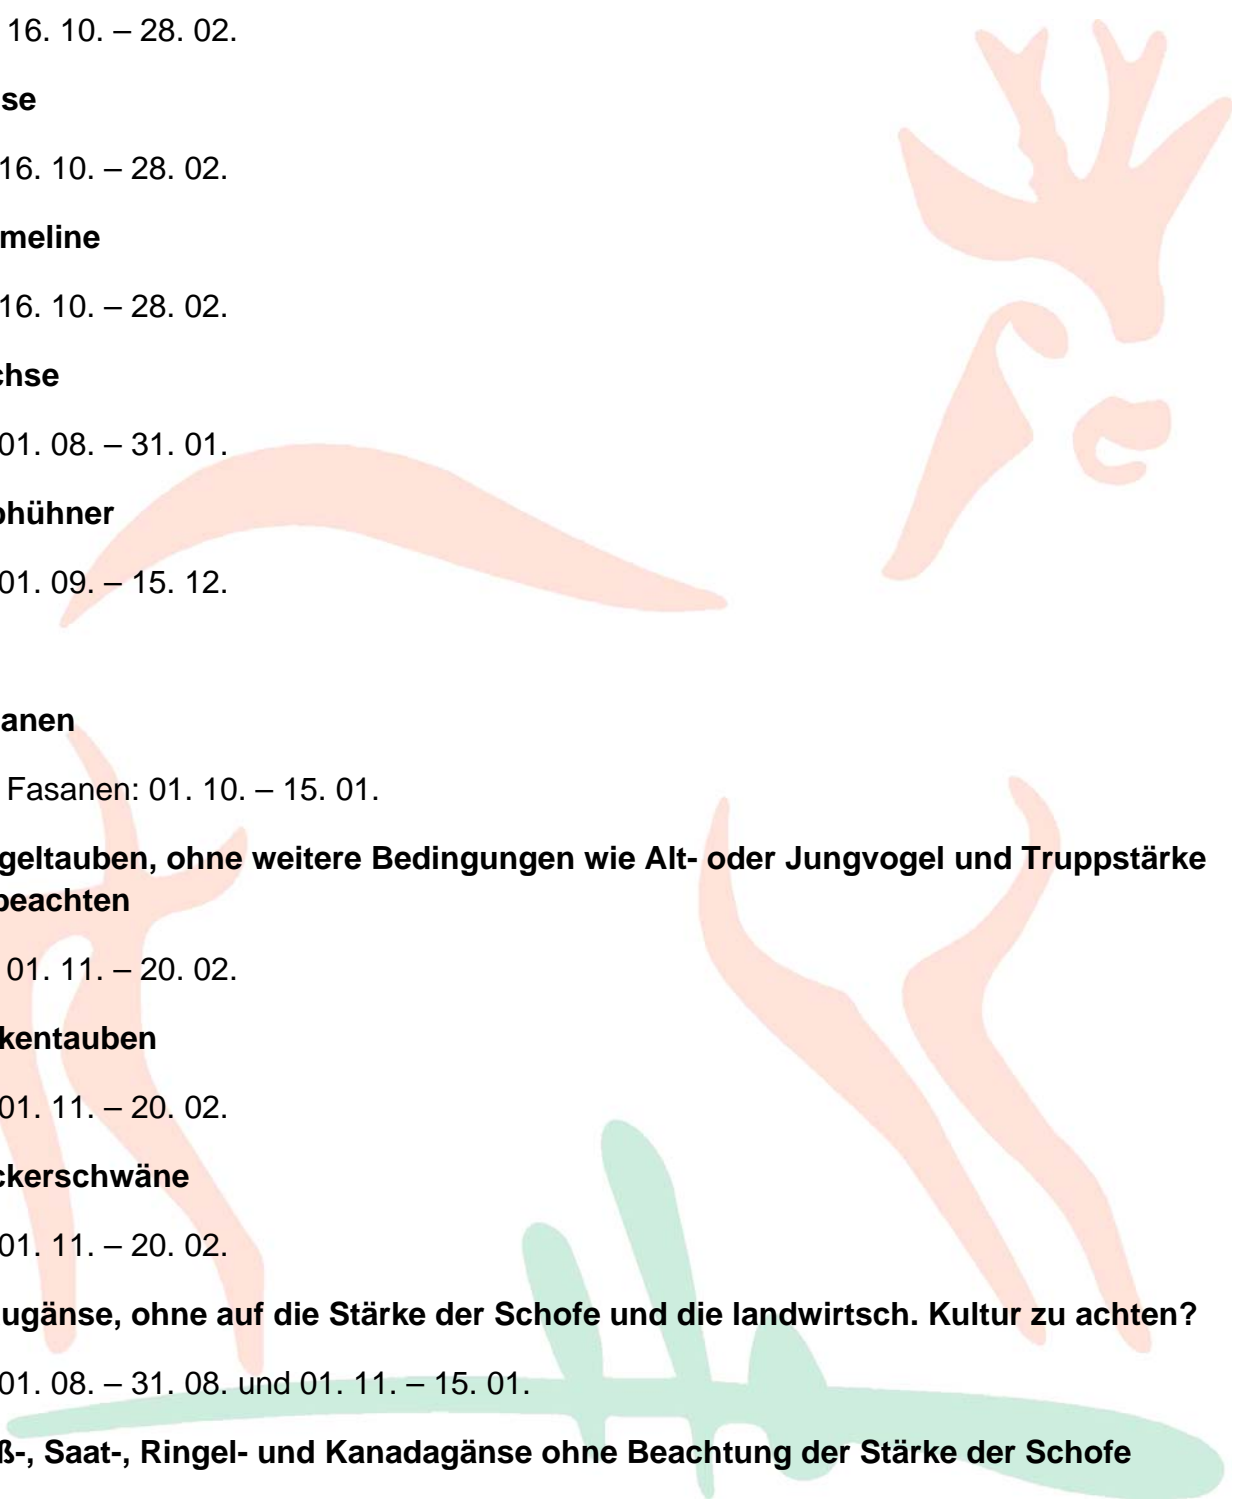 16. 10. – 28. 02.
se
16. 10. – 28. 02.
meline
16. 10. – 28. 02.
chse
01. 08. – 31. 01.
bhühner
01. 09. – 15. 12.
anen
Fasanen: 01. 10. – 15. 01.
geltauben, ohne weitere Bedingungen wie Alt- oder Jungvogel und Truppstärke
beachten
01. 11. – 20. 02.
kentauben
01. 11. – 20. 02.
ckerschwäne
01. 11. – 20. 02.
ugänse, ohne auf die Stärke der Schofe und die landwirtsch. Kultur zu achten?
01. 08. – 31. 08. und 01. 11. – 15. 01.
ß-, Saat-, Ringel- und Kanadagänse ohne Beachtung der Stärke der Schofe